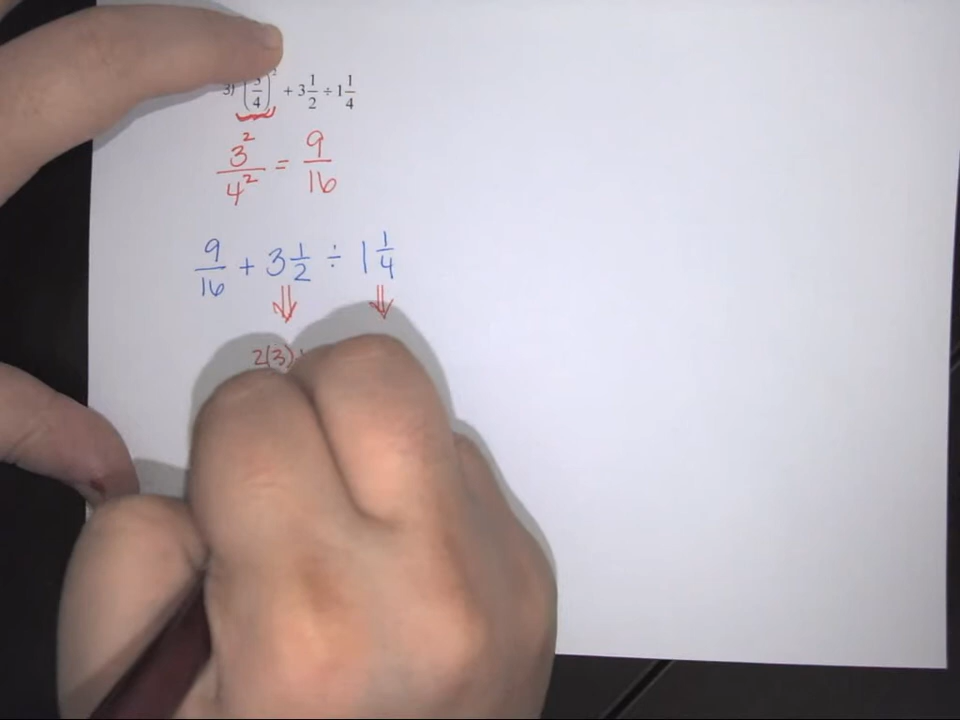 3) (3/4)² + 3 1/2 ÷ 1 1/4
3²/4² = 9/16
9/16 + 3 1/2 ÷ 1 1/4
2(3)